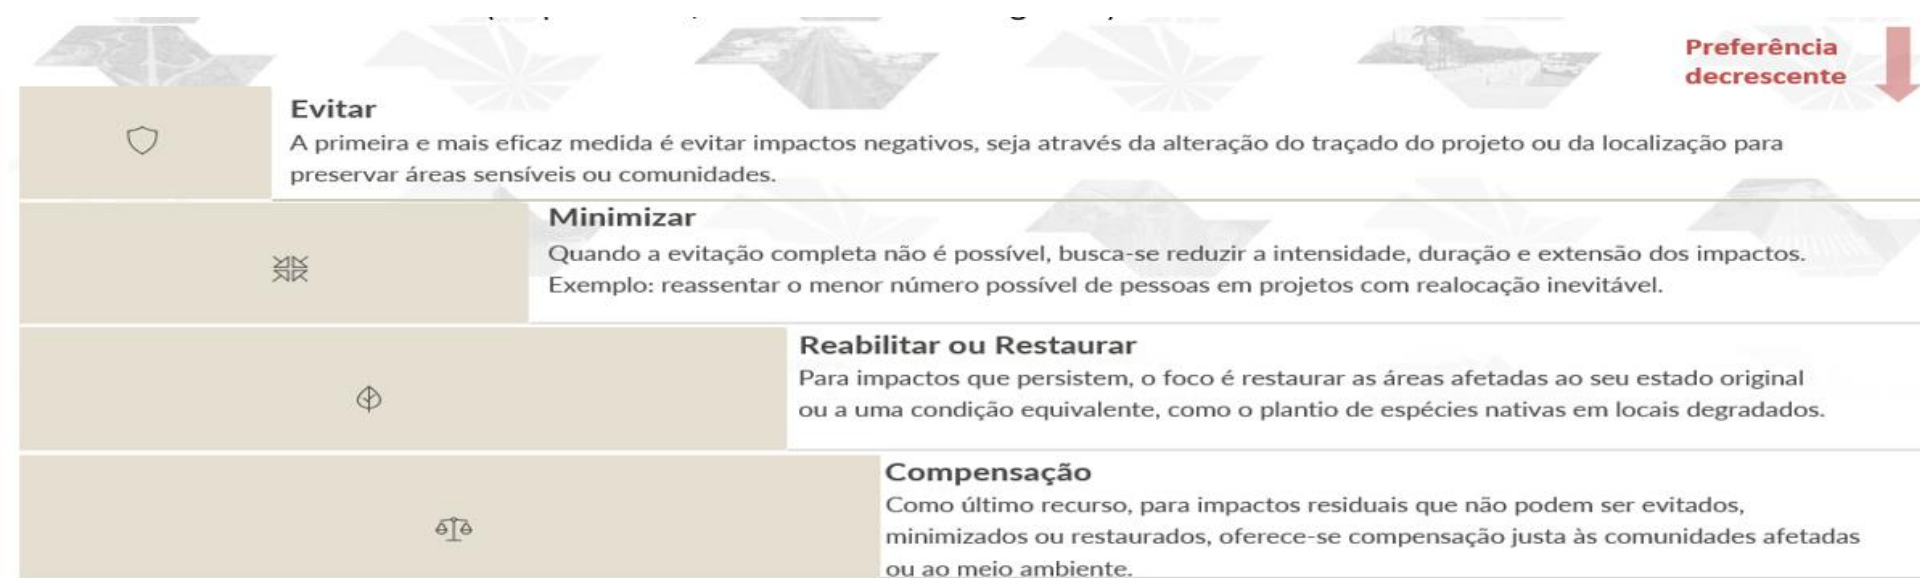 Preferência
decrescente
Evitar
A primeira e mais eficaz medida é evitar impactos negativos, seja através da alteração do traçado do projeto ou da localização para
preservar áreas sensíveis ou comunidades.
Minimizar
Quando a evitação completa não é possível, busca-se reduzir a intensidade, duração e extensão dos impactos.
Exemplo: reassentar o menor número possível de pessoas em projetos com realocação inevitável.
Reabilitar ou Restaurar
Para impactos que persistem, o foco é restaurar as áreas afetadas ao seu estado original
ou a uma condição equivalente, como o plantio de espécies nativas em locais degradados.
Compensação
Como último recurso, para impactos residuais que não podem ser evitados,
minimizados ou restaurados, oferece-se compensação justa às comunidades afetadas
ou ao meio ambiente.